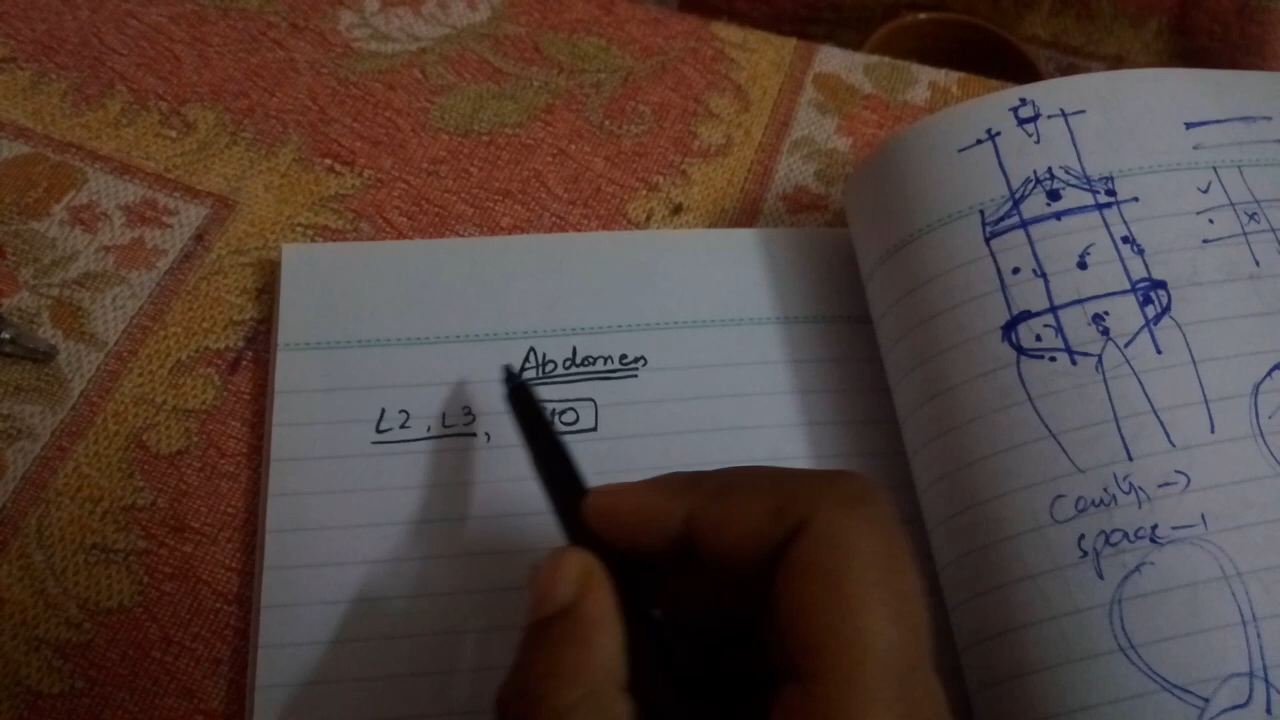 Abdomen
L2, L3,
Cavity →
space →